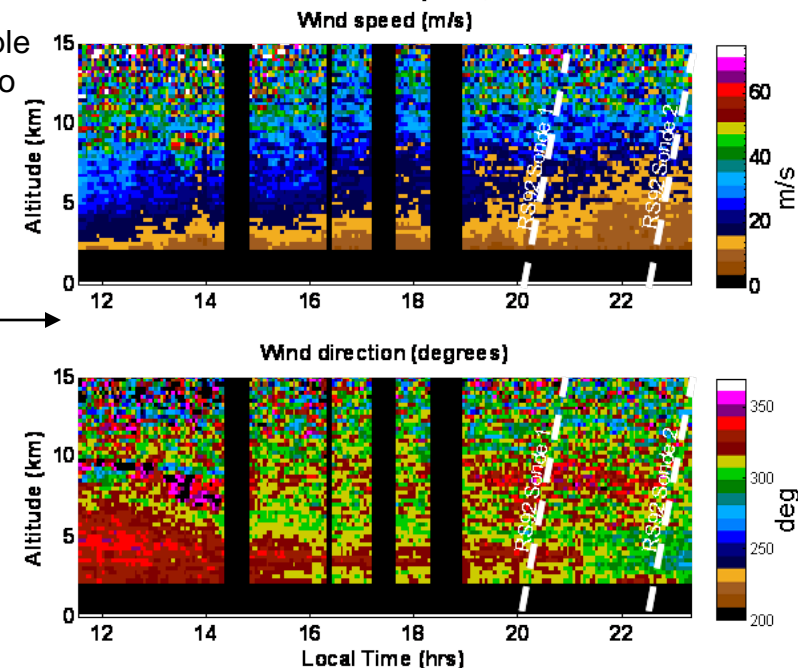 ple
o
Wind speed (m/s)
Altitude (km)
15
10
5
0
12 14 16 18 20 22
RS92 Sonde 1
RS92 Sonde 2
60
40
20
0
m/s
Wind direction (degrees)
Altitude (km)
15
10
5
0
12 14 16 18 20 22
RS92 Sonde 1
RS92 Sonde 2
350
300
250
200
deg
Local Time (hrs)